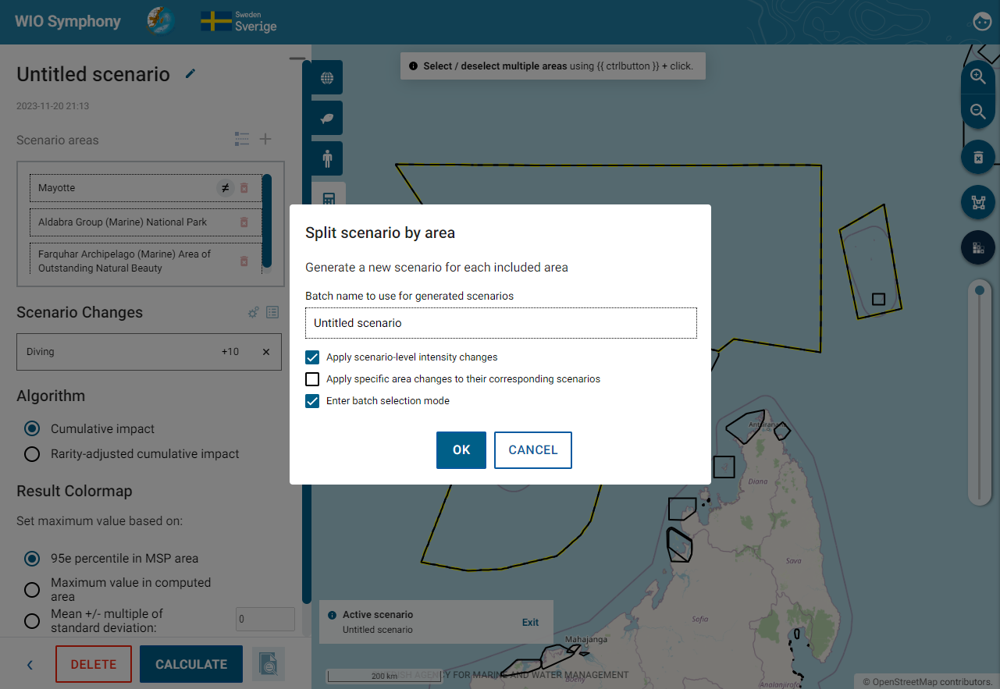 WIO Symphony
Sweden
Sverige
Untitled scenario
2023-11-20 21:13
Scenario areas
Mayotte
≠
Aldabra Group (Marine) National Park
Farquhar Archipelago (Marine) Area of
Outstanding Natural Beauty
Scenario Changes
Diving +10 ×
Algorithm
Cumulative impact
Rarity-adjusted cumulative impact
Result Colormap
Set maximum value based on:
95e percentile in MSP area
Maximum value in computed
area
Mean +/- multiple of
standard deviation:
0
DELETE
CALCULATE
Select / deselect multiple areas using {{ ctrlbutton }} + click.
Split scenario by area
Generate a new scenario for each included area
Batch name to use for generated scenarios
Untitled scenario
Apply scenario-level intensity changes
Apply specific area changes to their corresponding scenarios
Enter batch selection mode
OK
CANCEL
Antsiranana
Diana
Sava
Sofia
Mahajanga
Boeny
Analanjirofo
Active scenario
Untitled scenario
Exit
200 km
AGENCY FOR MARINE AND WATER MANAGEMENT
© OpenStreetMap contributors.